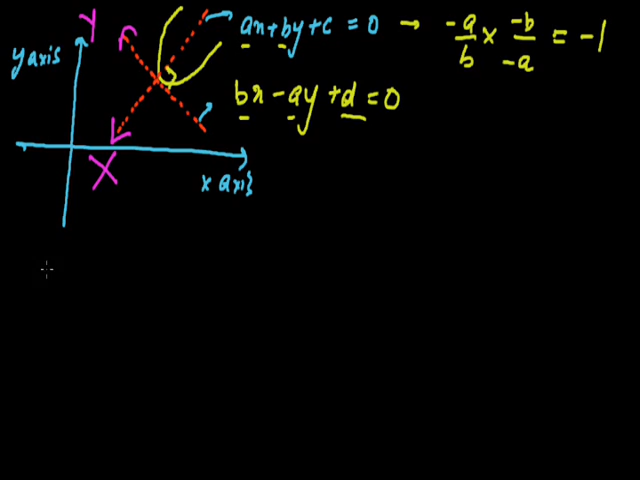 Y
ax+by+c = 0 → -a/b × -b/-a = -1
y axis
bx - ay + d = 0
X
x axis